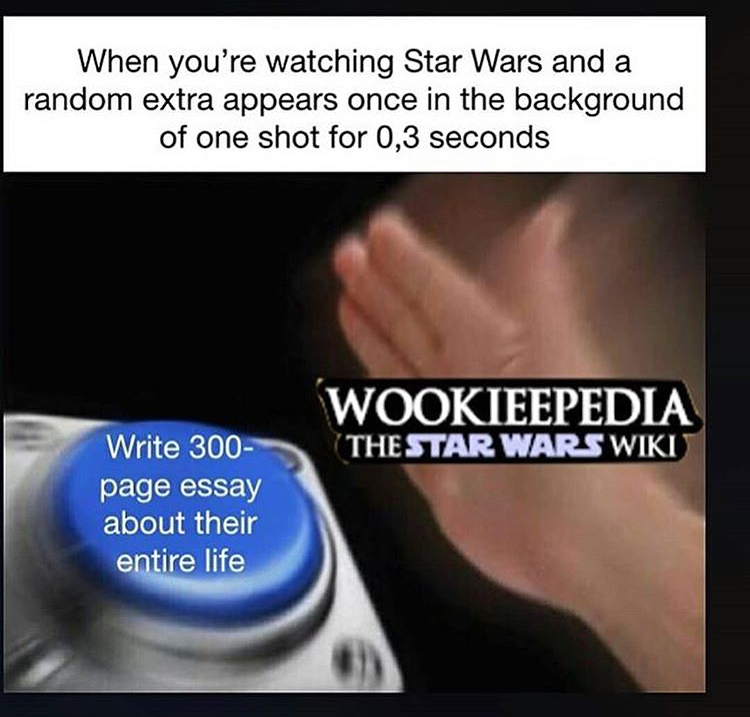 When you’re watching Star Wars and a
random extra appears once in the background
of one shot for 0,3 seconds
WOOKIEEPEDIA
THE STAR WARS WIKI
Write 300-
page essay
about their
entire life